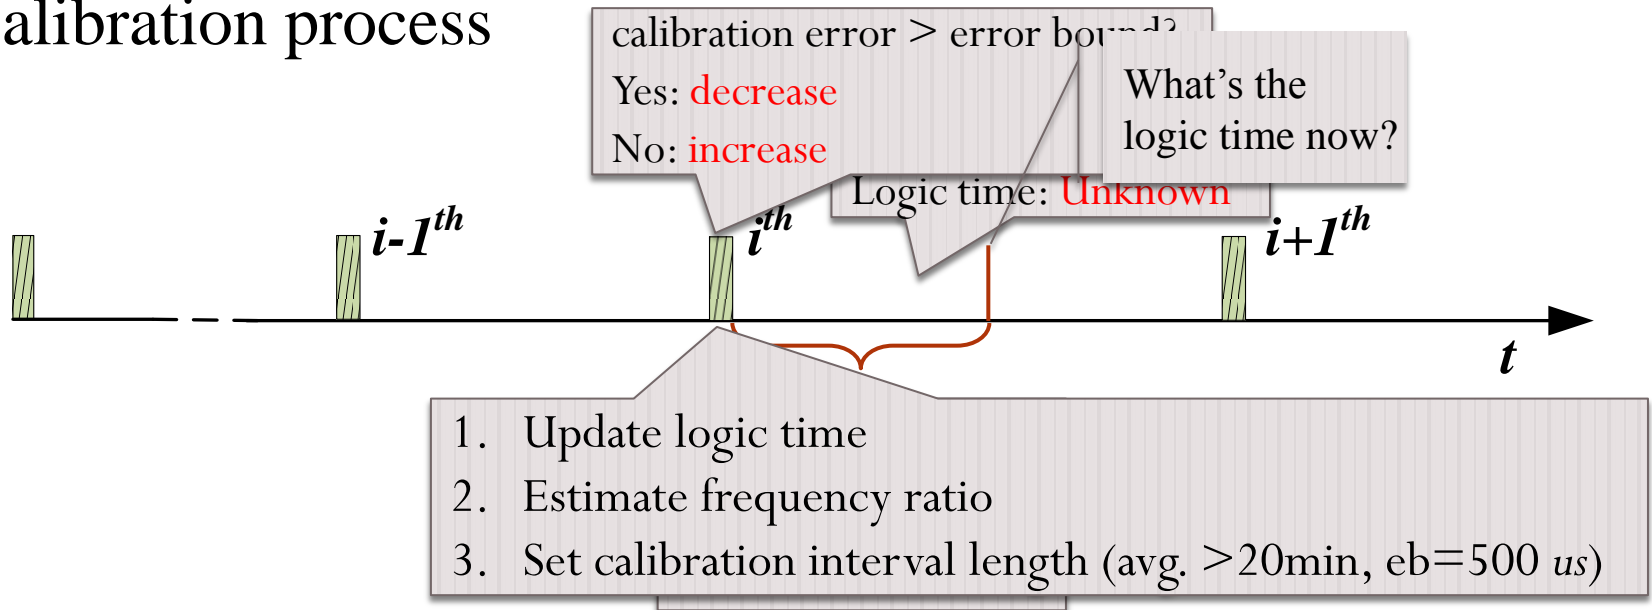 alibration process
calibration error > error bound?
Yes: decrease
No: increase
What's the
logic time now?
Logic time: Unknown
i-1th
ith
i+1th
t
1. Update logic time
2. Estimate frequency ratio
3. Set calibration interval length (avg. >20min, eb=500 us)